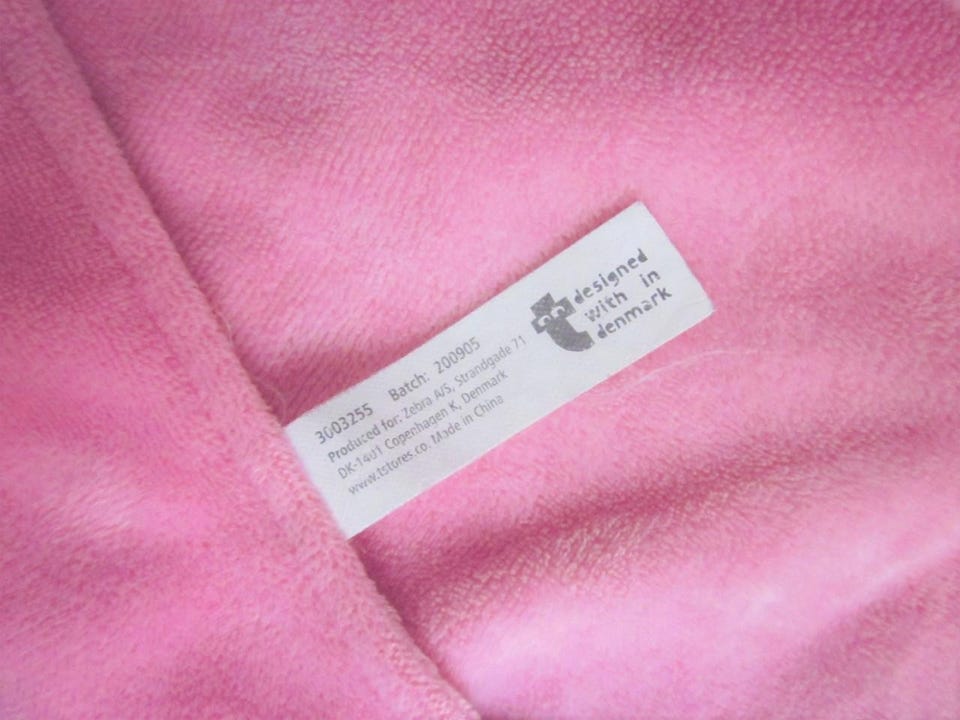 3003255 Batch: 200905
Produced for: Zebra A/S, Strandgade 71
DK-1401 Copenhagen K, Denmark
www.tstores.co. Made in China
designed
with in
denmark